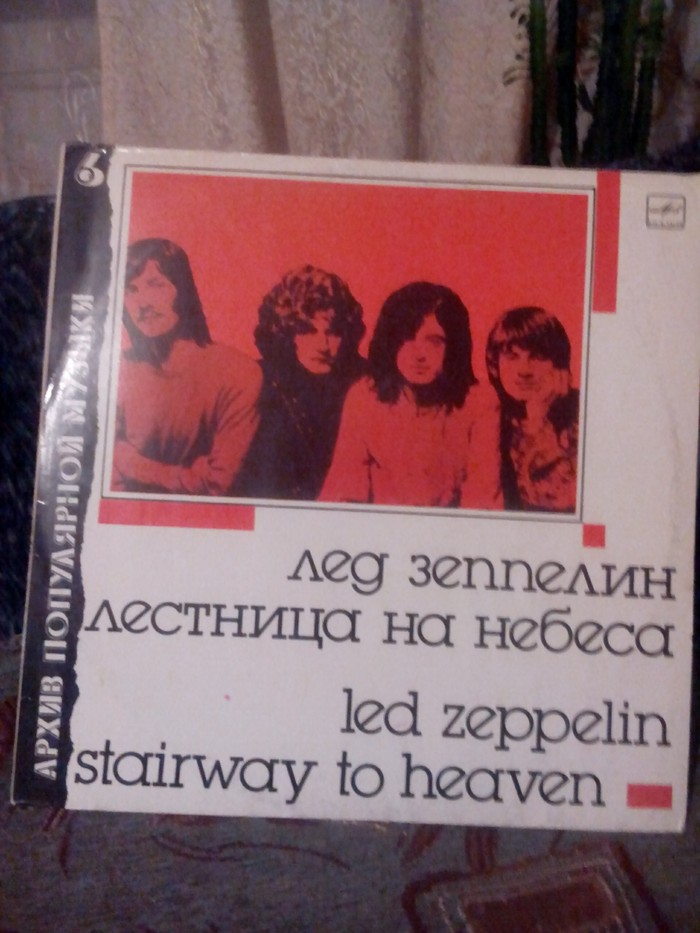 6
АРХИВ ПОПУЛЯРНОЙ МУЗЫКИ
лед зеппелин
лестница на небеса
led zeppelin
stairway to heaven